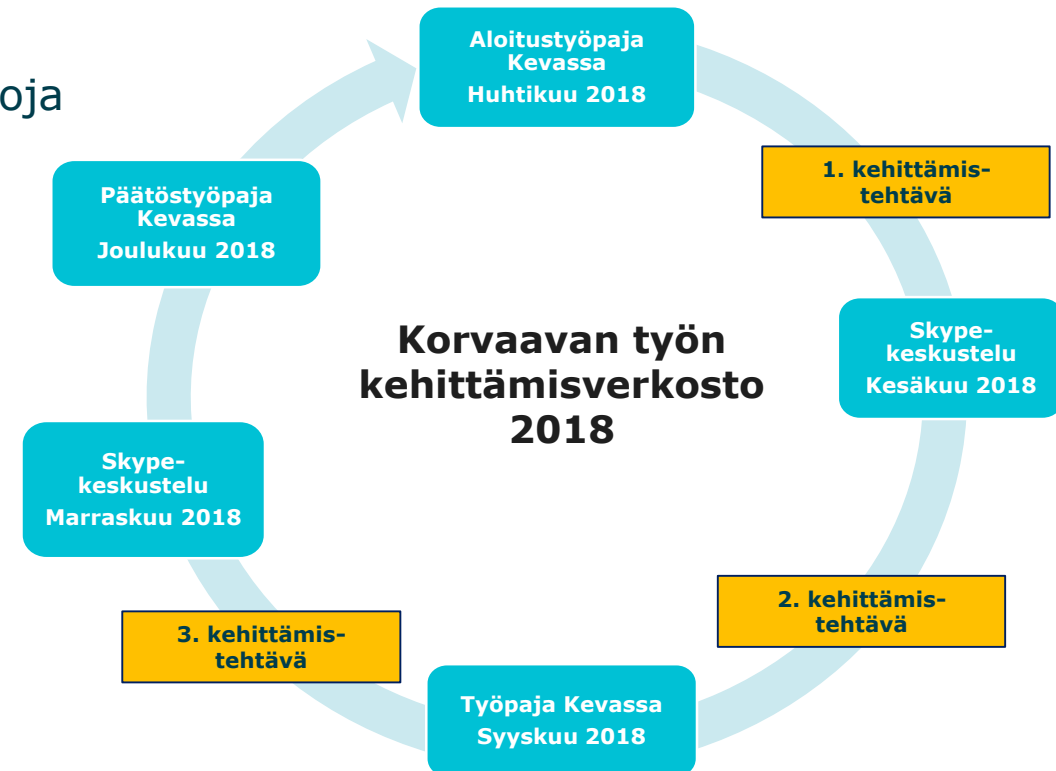 oja
Aloitustyöpaja
Kevassa
Huhtikuu 2018
1. kehittämis-
tehtävä
Skype-
keskustelu
Kesäkuu 2018
2. kehittämis-
tehtävä
Työpaja Kevassa
Syyskuu 2018
3. kehittämis-
tehtävä
Skype-
keskustelu
Marraskuu 2018
Päätöstyöpaja
Kevassa
Joulukuu 2018
Korvaavan työn
kehittämisverkosto
2018